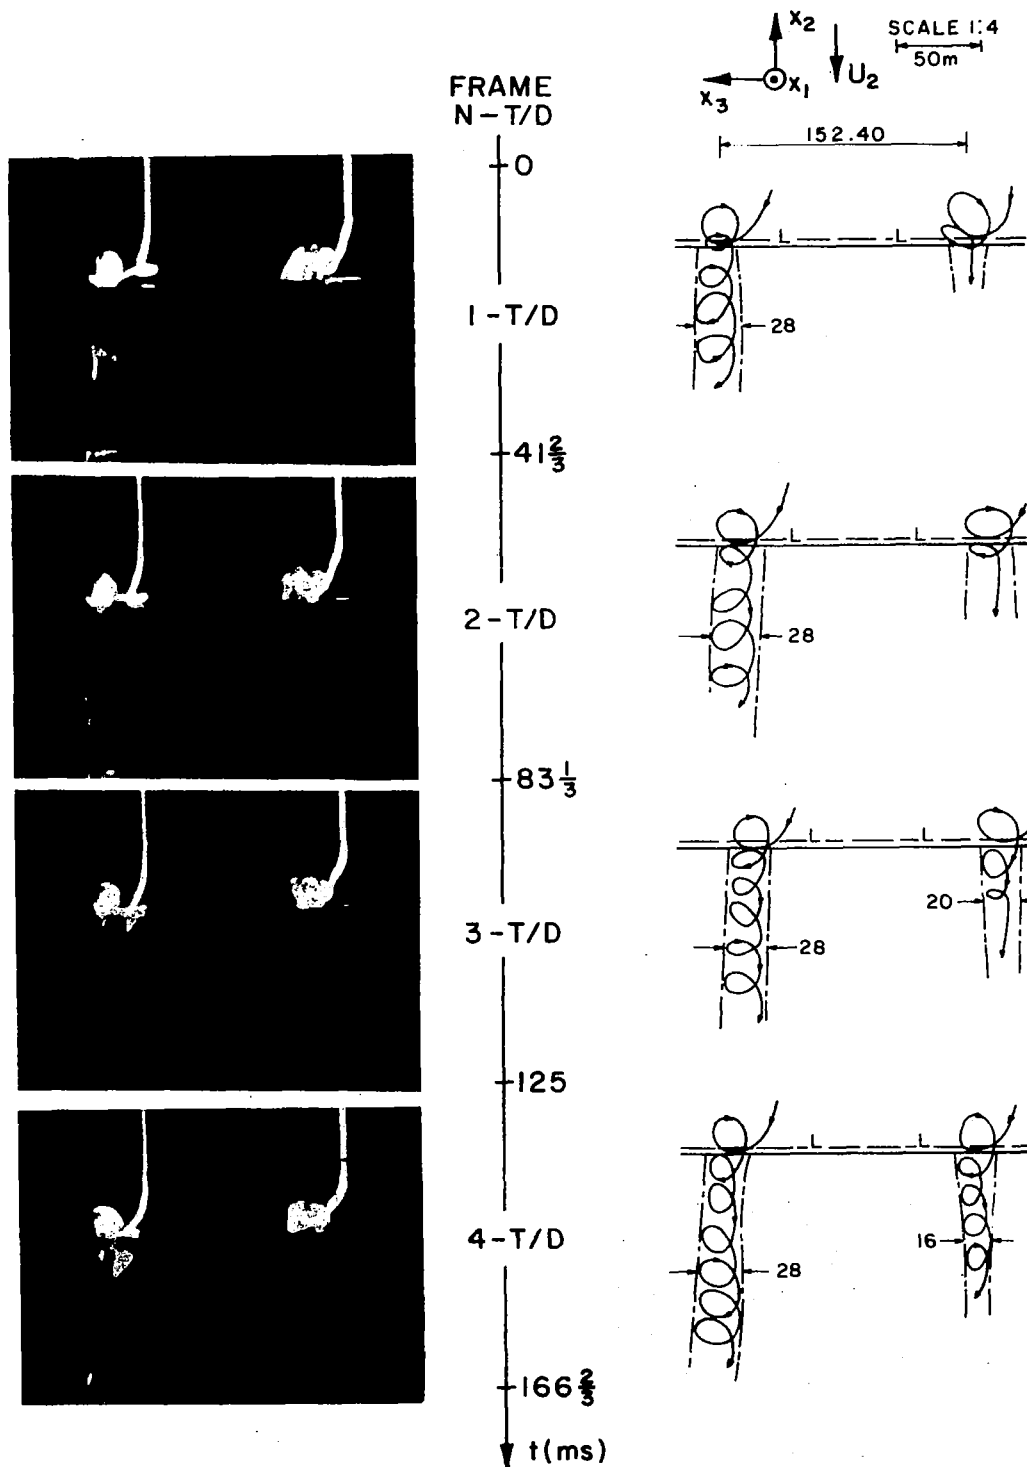 X₂
SCALE 1:4
50m
U₂
X₃
X₁
FRAME
N-T/D
152.40
0
L L
1-T/D
28
41⅔
L L
2-T/D
28
83⅓
L L
20
3-T/D
28
125
L L
4-T/D
16
28
166⅔
t(ms)